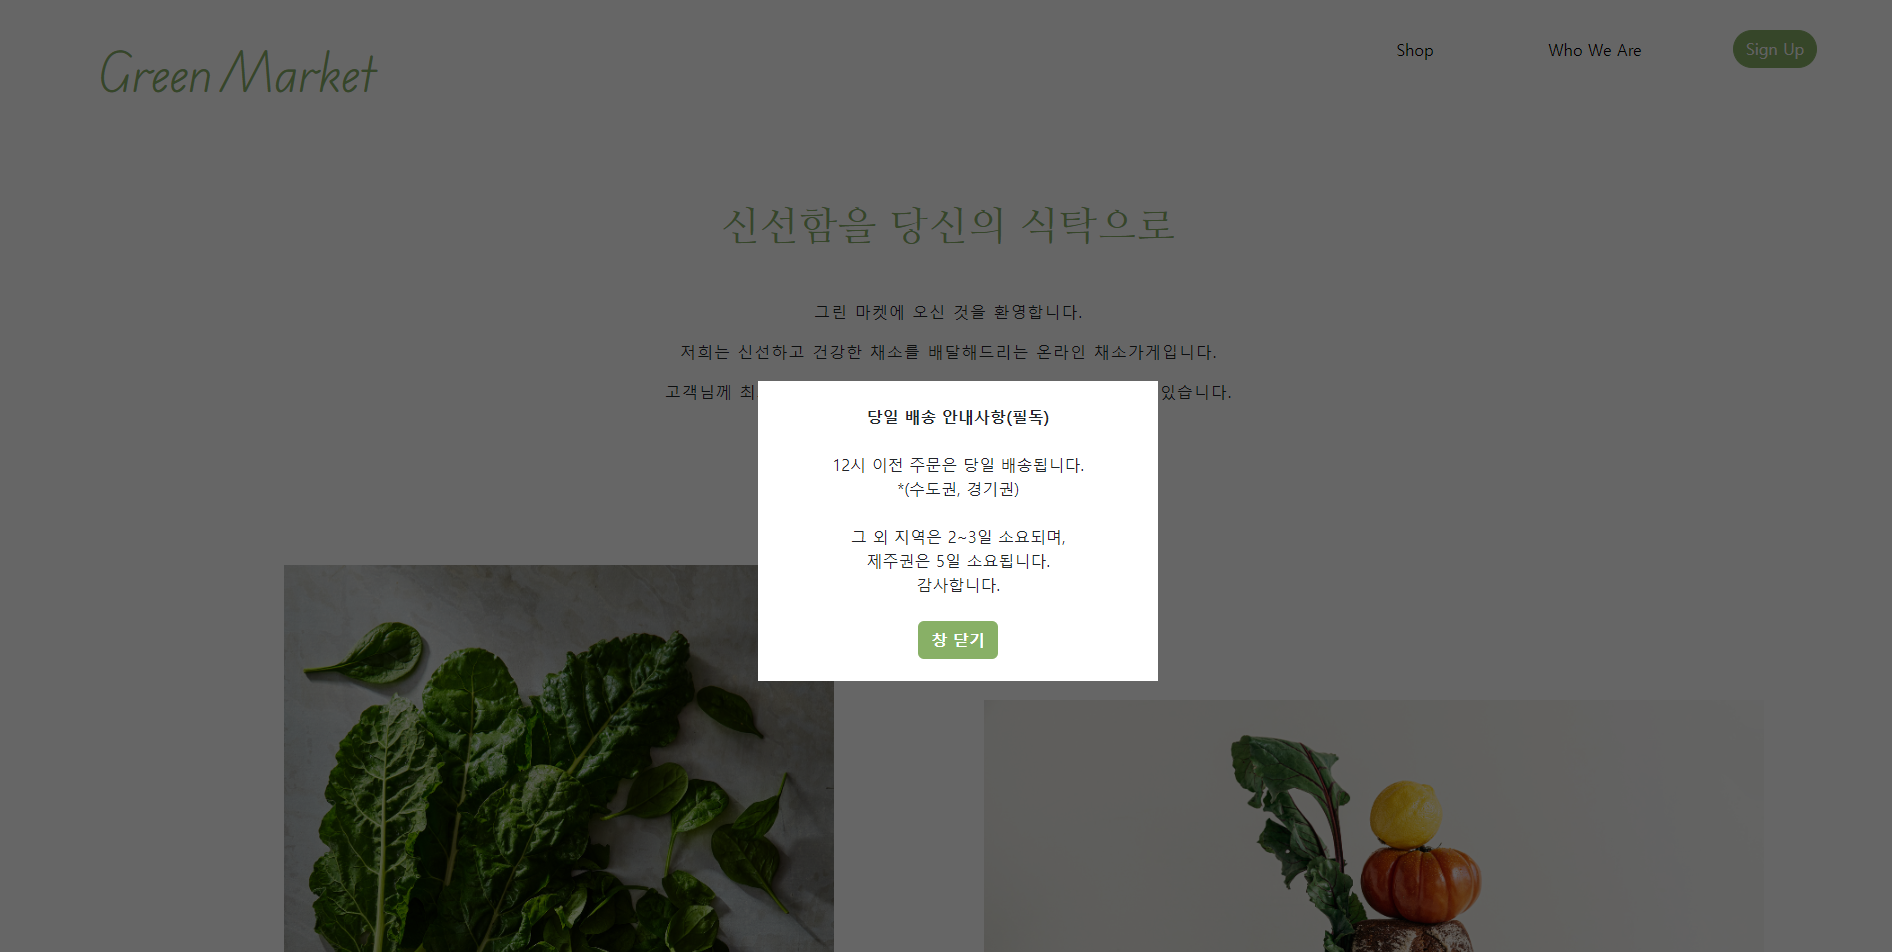 Green Market
Shop
Who We Are
Sign Up
신선함을 당신의 식탁으로
그린 마켓에 오신 것을 환영합니다.
저희는 신선하고 건강한 채소를 배달해드리는 온라인 채소가게입니다.
고객님께 최
있습니다.
당일 배송 안내사항(필독)
12시 이전 주문은 당일 배송됩니다.
*(수도권, 경기권)
그 외 지역은 2~3일 소요되며,
제주권은 5일 소요됩니다.
감사합니다.
창 닫기